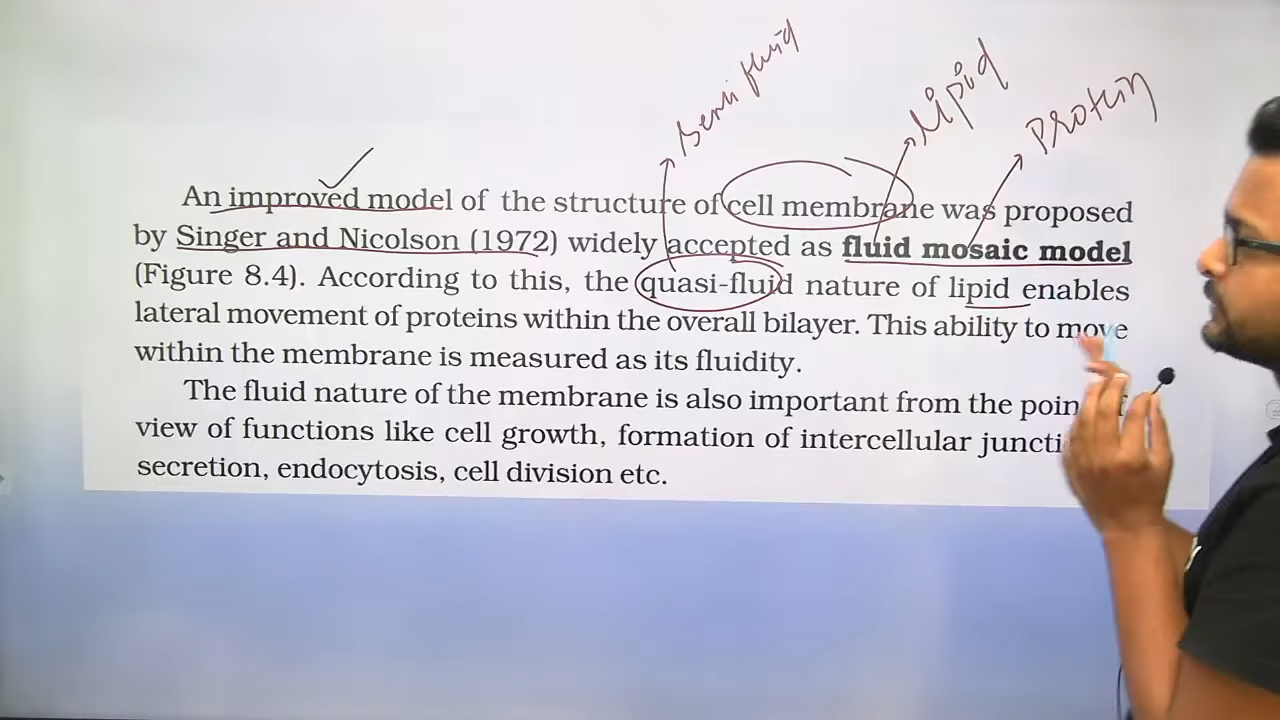 Semi fluid
Lipid
Protein
An improved model of the structure of cell membrane was proposed
by Singer and Nicolson (1972) widely accepted as fluid mosaic model
(Figure 8.4). According to this, the quasi-fluid nature of lipid enables
lateral movement of proteins within the overall bilayer. This ability to move
within the membrane is measured as its fluidity.
The fluid nature of the membrane is also important from the poin
view of functions like cell growth, formation of intercellular juncti
secretion, endocytosis, cell division etc.